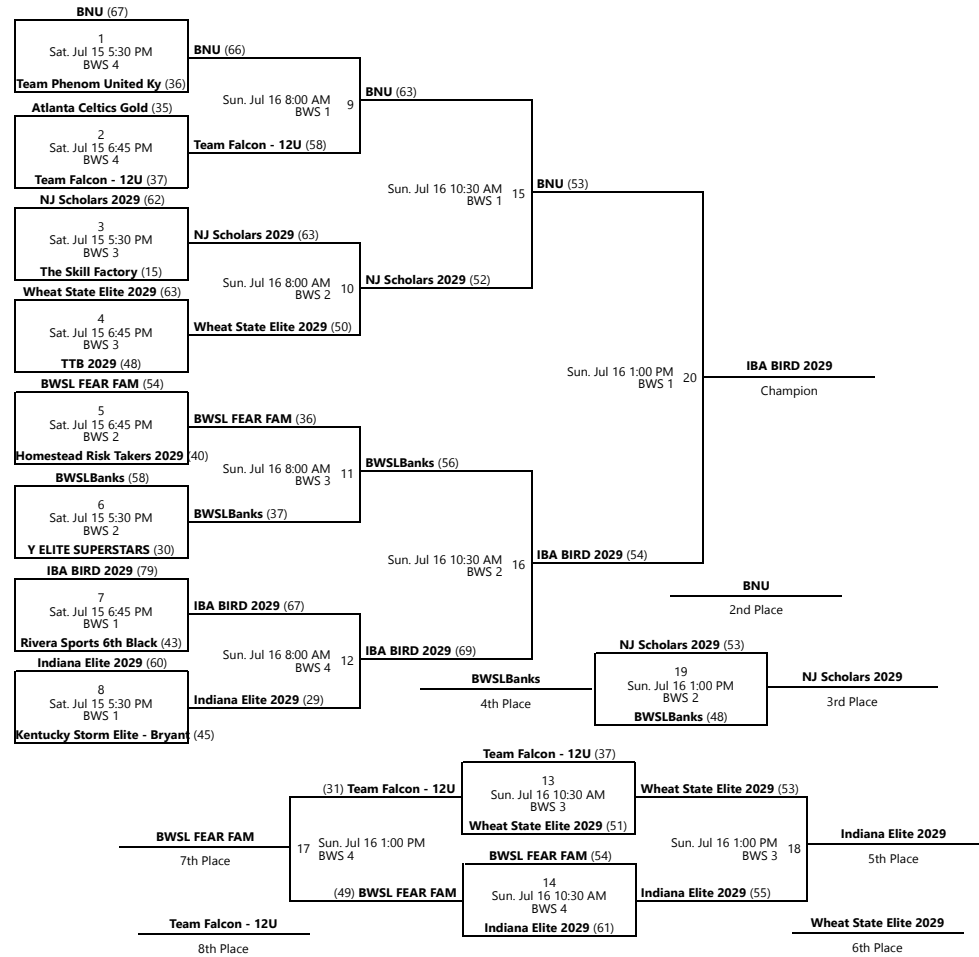 BNU (67)
1
Sat. Jul 15 5:30 PM
BWS 4
Team Phenom United Ky (36)
Atlanta Celtics Gold (35)
2
Sat. Jul 15 6:45 PM
BWS 4
Team Falcon - 12U (37)
NJ Scholars 2029 (62)
3
Sat. Jul 15 5:30 PM
BWS 3
The Skill Factory (15)
Wheat State Elite 2029 (63)
4
Sat. Jul 15 6:45 PM
BWS 3
TTB 2029 (48)
BWSL FEAR FAM (54)
5
Sat. Jul 15 6:45 PM
BWS 2
Homestead Risk Takers 2029 (40)
BWSLBanks (58)
6
Sat. Jul 15 5:30 PM
BWS 2
Y ELITE SUPERSTARS (30)
IBA BIRD 2029 (79)
7
Sat. Jul 15 6:45 PM
BWS 1
Rivera Sports 6th Black (43)
Indiana Elite 2029 (60)
8
Sat. Jul 15 5:30 PM
BWS 1
Kentucky Storm Elite - Bryant (45)
BNU (66)
Sun. Jul 16 8:00 AM
BWS 1
9
Team Falcon - 12U (58)
NJ Scholars 2029 (63)
Sun. Jul 16 8:00 AM
BWS 2
10
Wheat State Elite 2029 (50)
BWSL FEAR FAM (36)
Sun. Jul 16 8:00 AM
BWS 3
11
BWSLBanks (37)
IBA BIRD 2029 (67)
Sun. Jul 16 8:00 AM
BWS 4
12
Indiana Elite 2029 (29)
BNU (63)
Sun. Jul 16 10:30 AM
BWS 1
15
NJ Scholars 2029 (52)
BWSLBanks (56)
Sun. Jul 16 10:30 AM
BWS 2
16
IBA BIRD 2029 (69)
BNU (53)
Sun. Jul 16 1:00 PM
BWS 1
20
IBA BIRD 2029 (54)
IBA BIRD 2029
Champion
BNU
2nd Place
NJ Scholars 2029 (53)
19
Sun. Jul 16 1:00 PM
BWS 2
BWSLBanks (48)
BWSLBanks
4th Place
NJ Scholars 2029
3rd Place
Team Falcon - 12U (37)
13
Sun. Jul 16 10:30 AM
BWS 3
Wheat State Elite 2029 (51)
BWSL FEAR FAM (54)
14
Sun. Jul 16 10:30 AM
BWS 4
Indiana Elite 2029 (61)
(31) Team Falcon - 12U
17
Sun. Jul 16 1:00 PM
BWS 4
(49) BWSL FEAR FAM
BWSL FEAR FAM
7th Place
Team Falcon - 12U
8th Place
Wheat State Elite 2029 (53)
Sun. Jul 16 1:00 PM
BWS 3
18
Indiana Elite 2029 (55)
Indiana Elite 2029
5th Place
Wheat State Elite 2029
6th Place